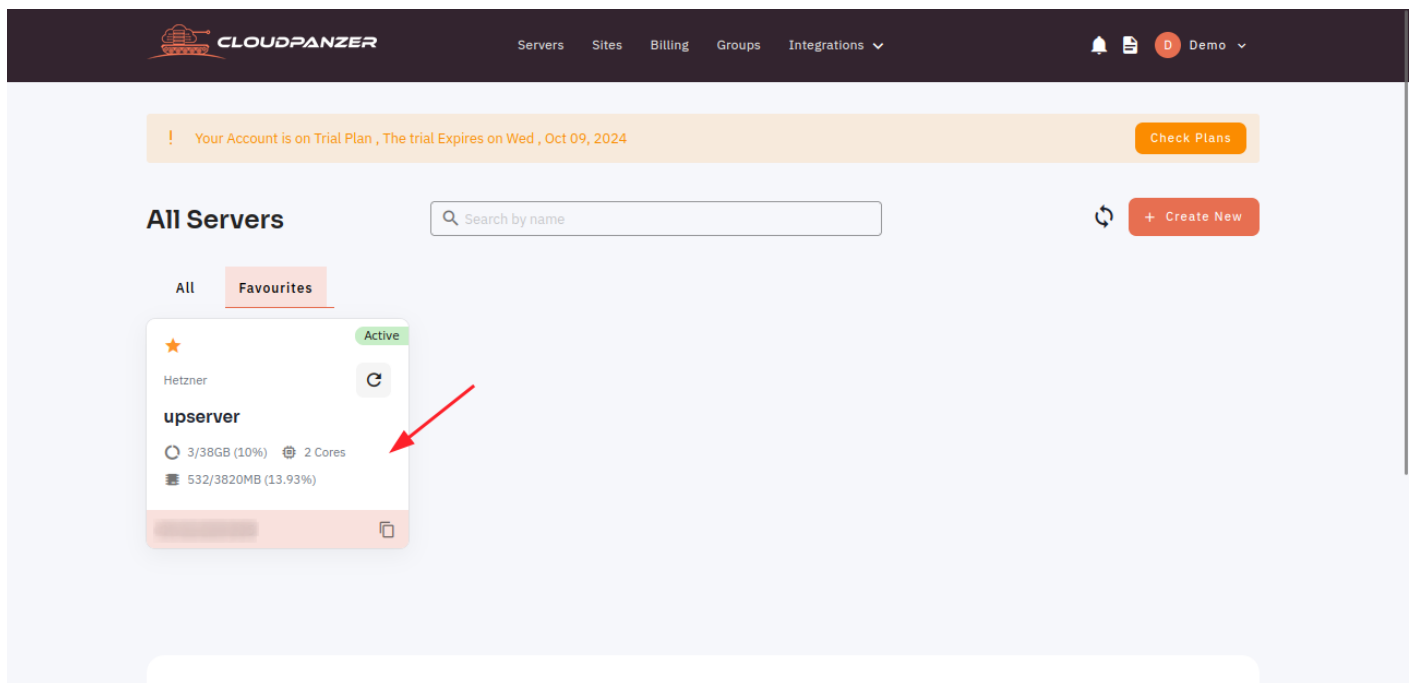 CLOUDPANZER
Servers Sites Billing Groups Integrations
D Demo
! Your Account is on Trial Plan , The trial Expires on Wed , Oct 09, 2024
Check Plans
All Servers
Search by name
+ Create New
All Favourites
Active
Hetzner
upserver
3/38GB (10%) 2 Cores
532/3820MB (13.93%)